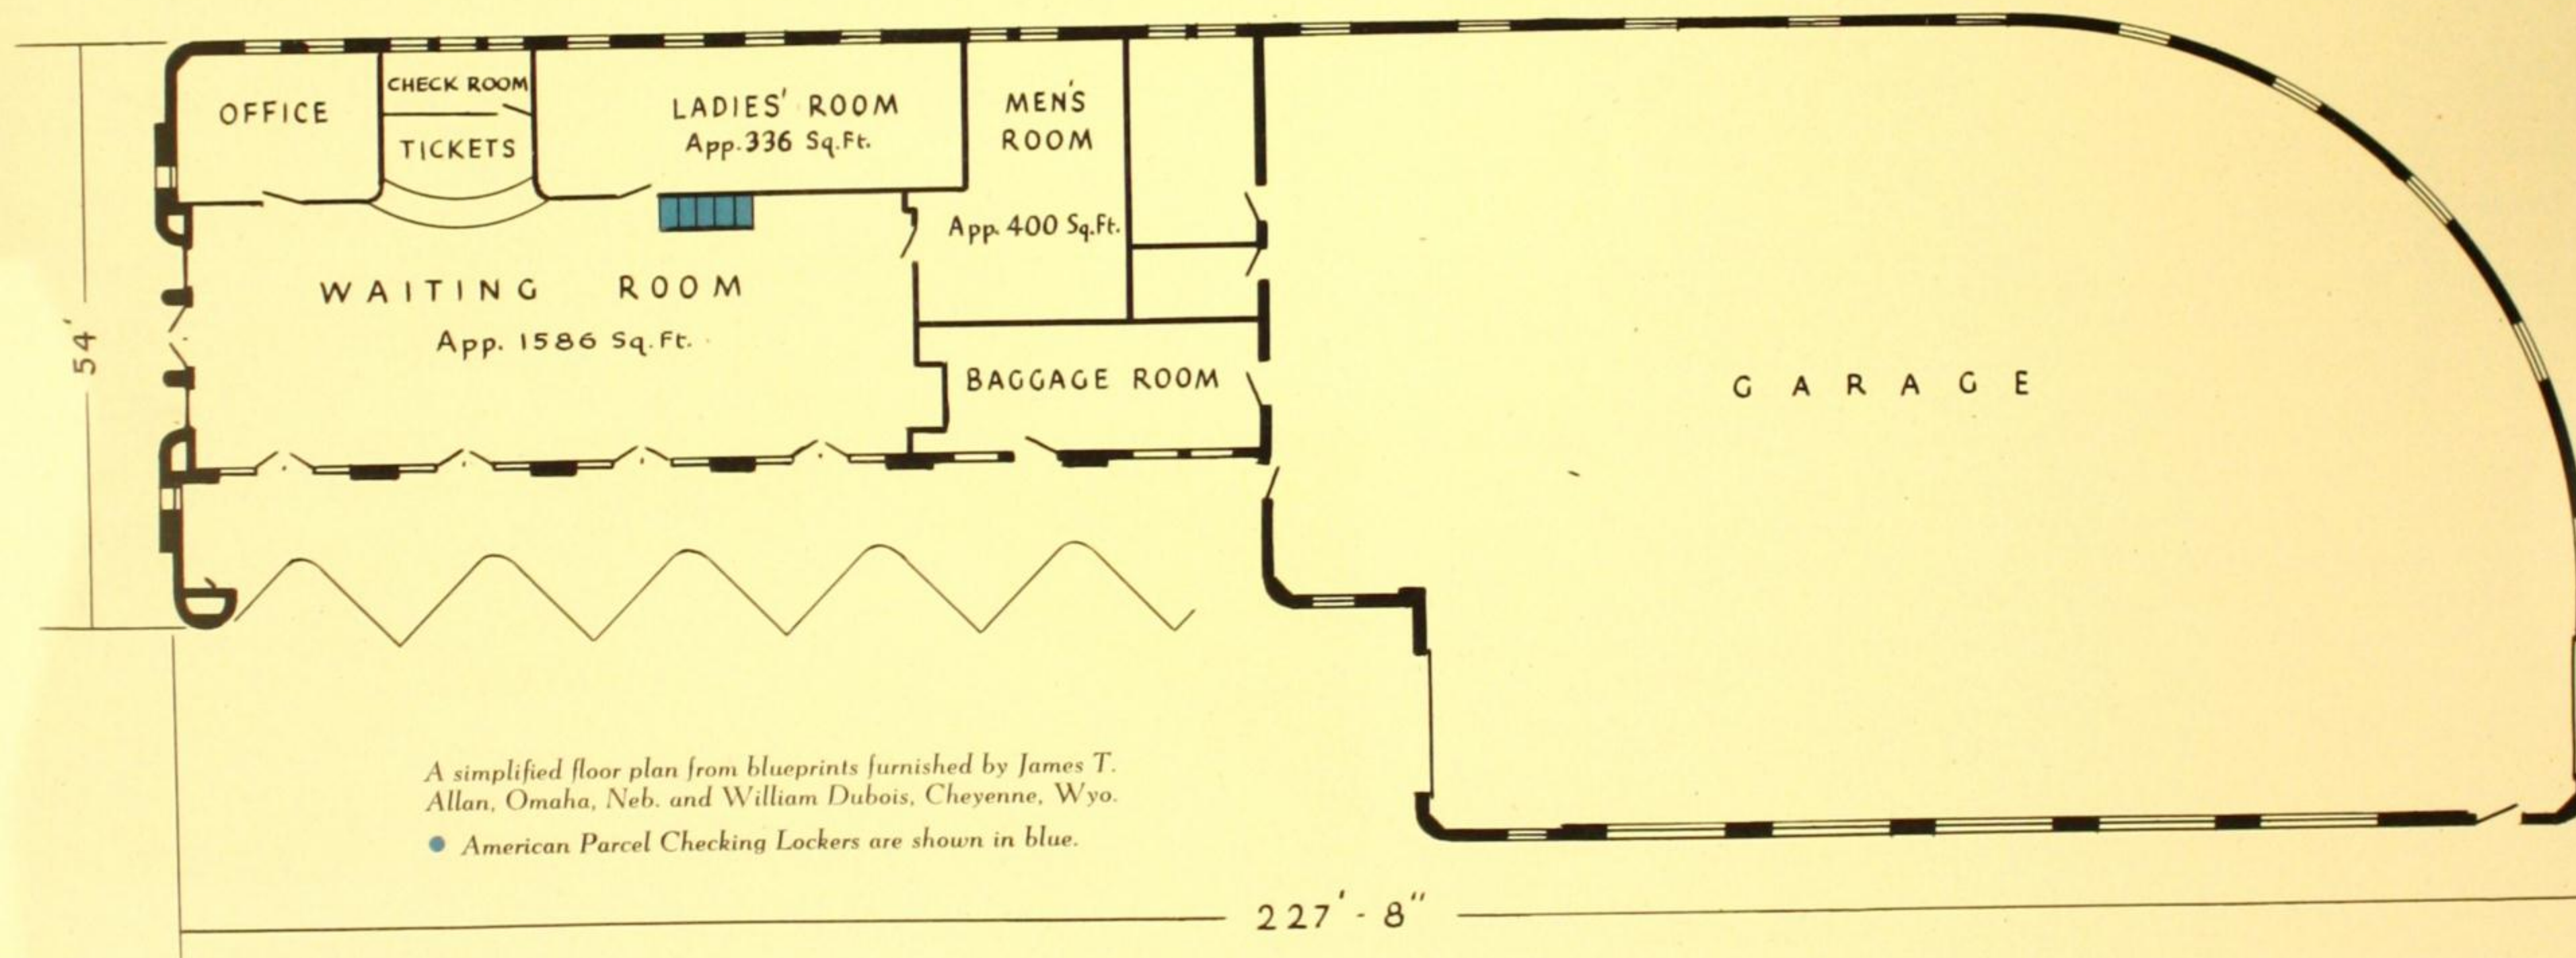 OFFICE
CHECK ROOM
TICKETS
LADIES' ROOM
App. 336 Sq.Ft.
MEN'S
ROOM
App. 400 Sq.Ft.
WAITING ROOM
App. 1586 Sq.Ft.
BAGGAGE ROOM
GARAGE
54'
A simplified floor plan from blueprints furnished by James T.
Allan, Omaha, Neb. and William Dubois, Cheyenne, Wyo.
● American Parcel Checking Lockers are shown in blue.
227'-8"